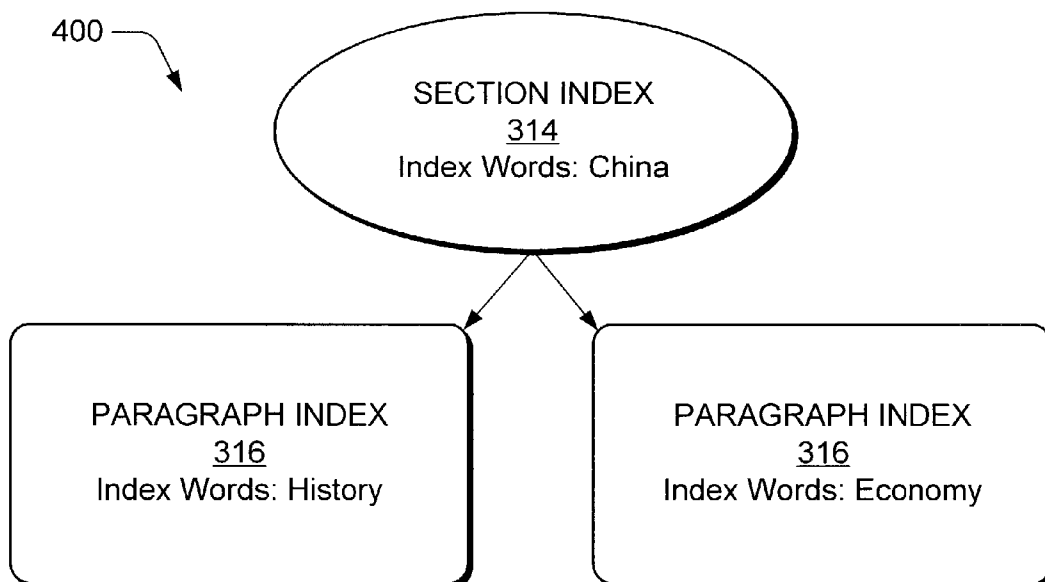 400
SECTION INDEX
314
Index Words: China
PARAGRAPH INDEX
316
Index Words: History
PARAGRAPH INDEX
316
Index Words: Economy